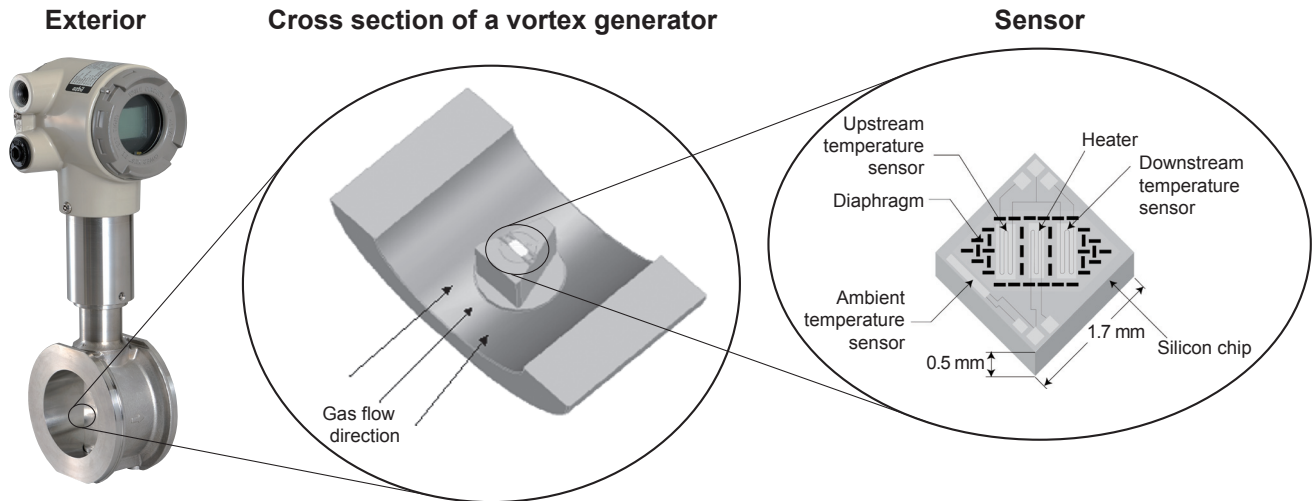 Exterior
Cross section of a vortex generator
Sensor
Upstream
temperature
sensor
Heater
Downstream
temperature
sensor
Diaphragm
Ambient
temperature
sensor
1.7 mm
0.5 mm
Silicon chip
Gas flow
direction